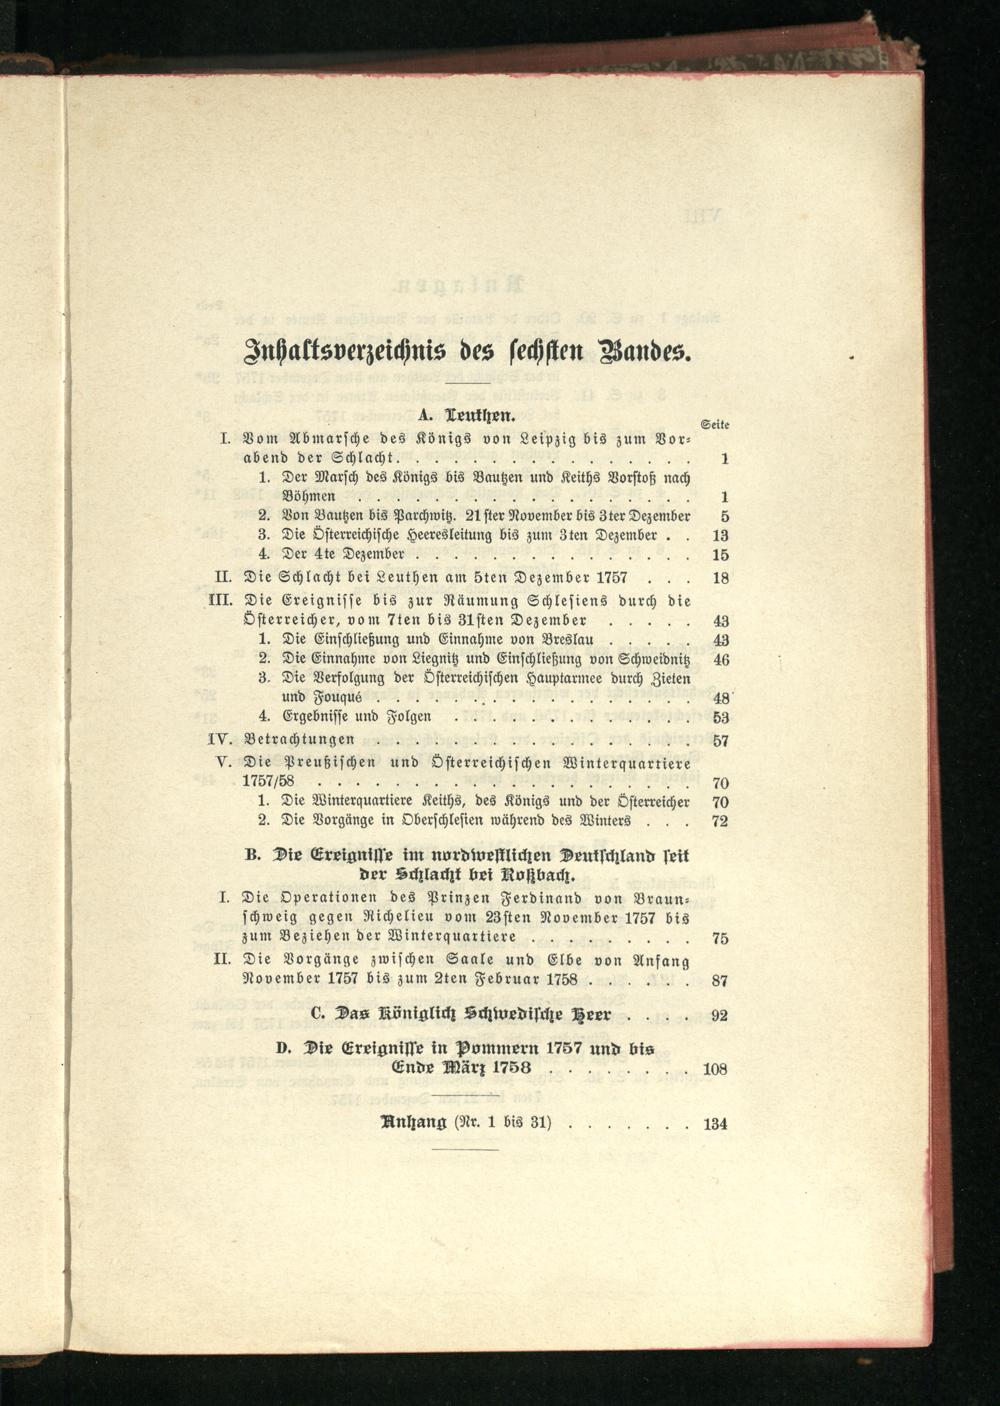 Inhaltsverzeichnis des sechsten Bandes.
A. Leuthen.
Seite
I. Vom Abmarsche des Königs von Leipzig bis zum Vor-
abend der Schlacht. . . . . . . . . . . . . . . . 1
1. Der Marsch des Königs bis Bautzen und Keiths Vorstoß nach
Böhmen . . . . . . . . . . . . . . . . . . 1
2. Von Bautzen bis Parchwitz. 21ster November bis 3ter Dezember 5
3. Die Österreichische Heeresleitung bis zum 3ten Dezember . . 13
4. Der 4te Dezember . . . . . . . . . . . . . . . 15
II. Die Schlacht bei Leuthen am 5ten Dezember 1757 . . . 18
III. Die Ereignisse bis zur Räumung Schlesiens durch die
Österreicher, vom 7ten bis 31sten Dezember . . . . . 43
1. Die Einschließung und Einnahme von Breslau . . . . . 43
2. Die Einnahme von Liegnitz und Einschließung von Schweidnitz 46
3. Die Verfolgung der Österreichischen Hauptarmee durch Zieten
und Fouqué . . . . . . . . . . . . . . . . . 48
4. Ergebnisse und Folgen . . . . . . . . . . . . . 53
IV. Betrachtungen . . . . . . . . . . . . . . . . . 57
V. Die Preußischen und Österreichischen Winterquartiere
1757/58 . . . . . . . . . . . . . . . . . . . . 70
1. Die Winterquartiere Keiths, des Königs und der Österreicher 70
2. Die Vorgänge in Oberschlesien während des Winters . . . 72
B. Die Ereignisse im nordwestlichen Deutschland seit
der Schlacht bei Roßbach.
I. Die Operationen des Prinzen Ferdinand von Braun-
schweig gegen Richelieu vom 23sten November 1757 bis
zum Beziehen der Winterquartiere . . . . . . . . . 75
II. Die Vorgänge zwischen Saale und Elbe von Anfang
November 1757 bis zum 2ten Februar 1758 . . . . . . 87
C. Das Königlich Schwedische Heer . . . . 92
D. Die Ereignisse in Pommern 1757 und bis
Ende März 1758 . . . . . . . . 108
Anhang (Nr. 1 bis 31) . . . . . . . 134